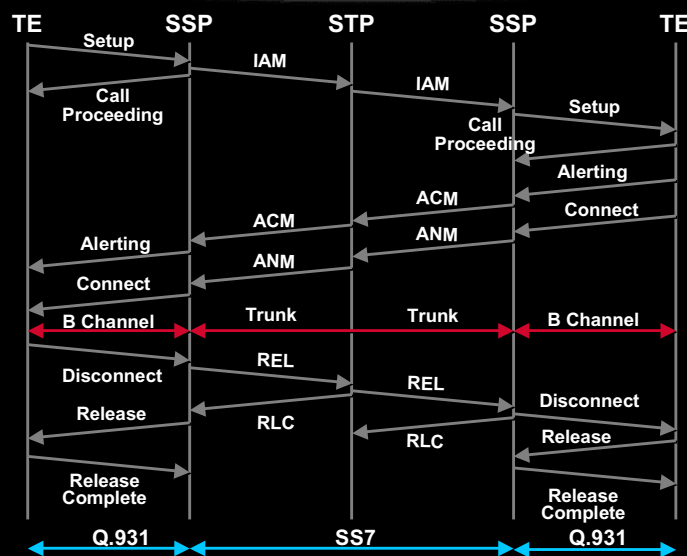 TE SSP STP SSP TE
Setup
IAM
IAM
Call
Proceeding
Setup
Call
Proceeding
Alerting
ACM
Connect
ACM
ANM
Alerting
ANM
Connect
B Channel Trunk Trunk B Channel
REL
Disconnect
REL
Disconnect
Release
RLC
RLC
Release
Release
Complete
Release
Complete
Q.931 SS7 Q.931